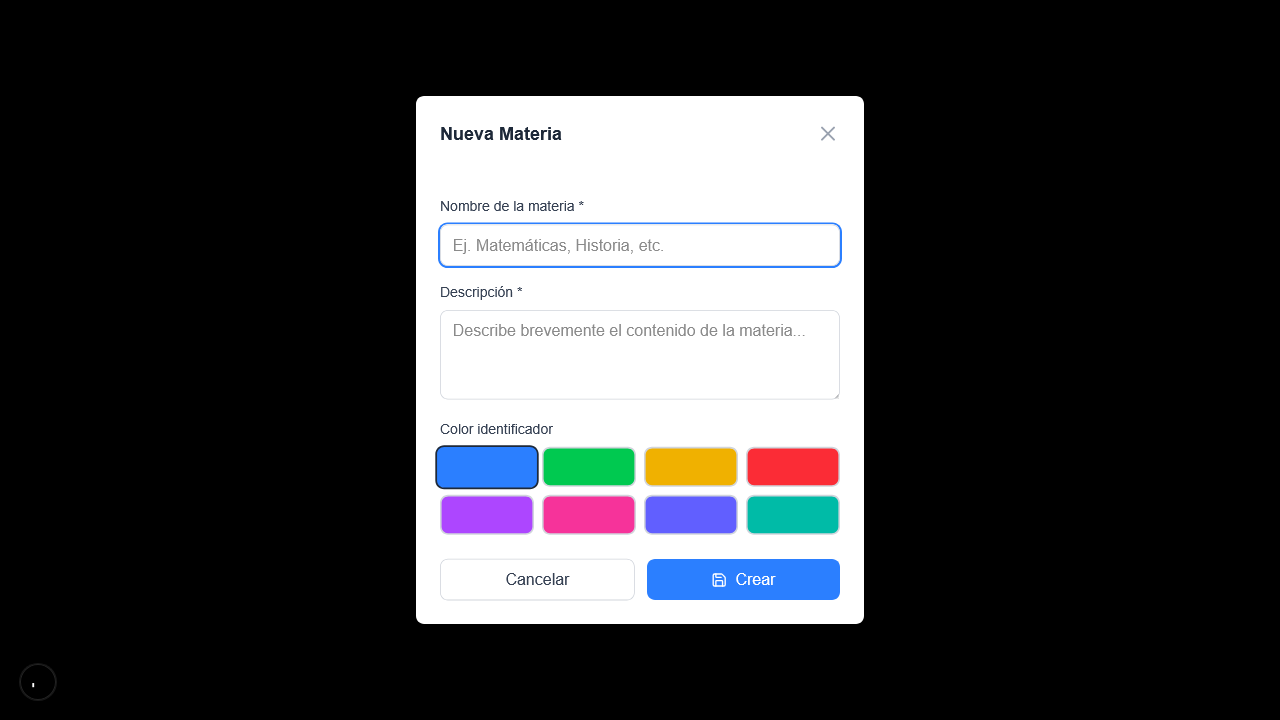 Nueva Materia
Nombre de la materia *
Ej. Matemáticas, Historia, etc.
Descripción *
Describe brevemente el contenido de la materia...
Color identificador
Cancelar
Crear